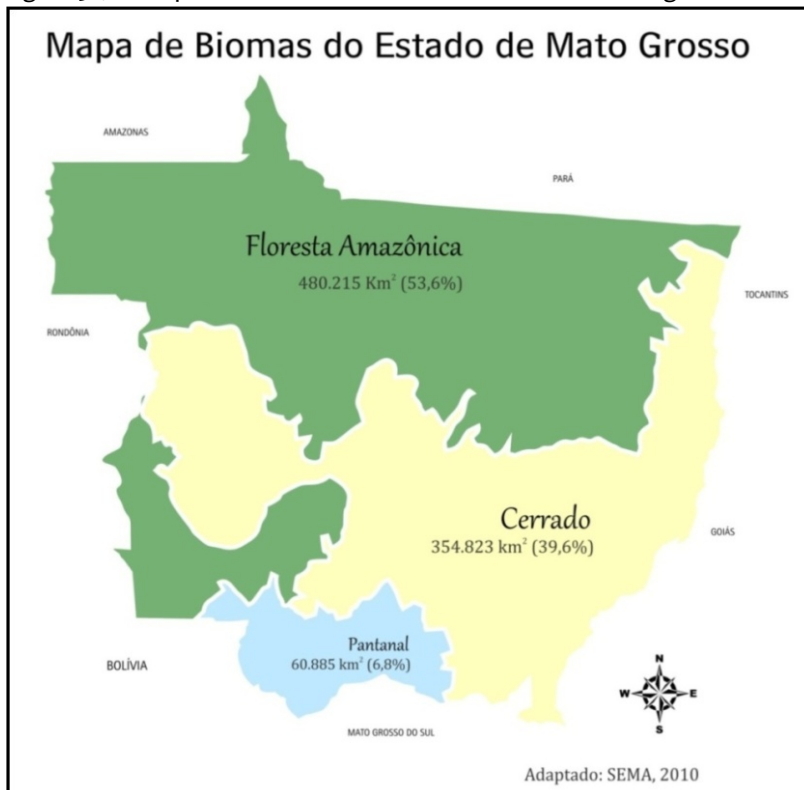 Mapa de Biomas do Estado de Mato Grosso
AMAZONAS
PARÁ
Floresta Amazônica
480.215 Km² (53,6%)
TOCANTINS
RONDÔNIA
Cerrado
354.823 km² (39,6%)
GOIÁS
Pantanal
60.885 km² (6,8%)
BOLÍVIA
N
W E
S
MATO GROSSO DO SUL
Adaptado: SEMA, 2010